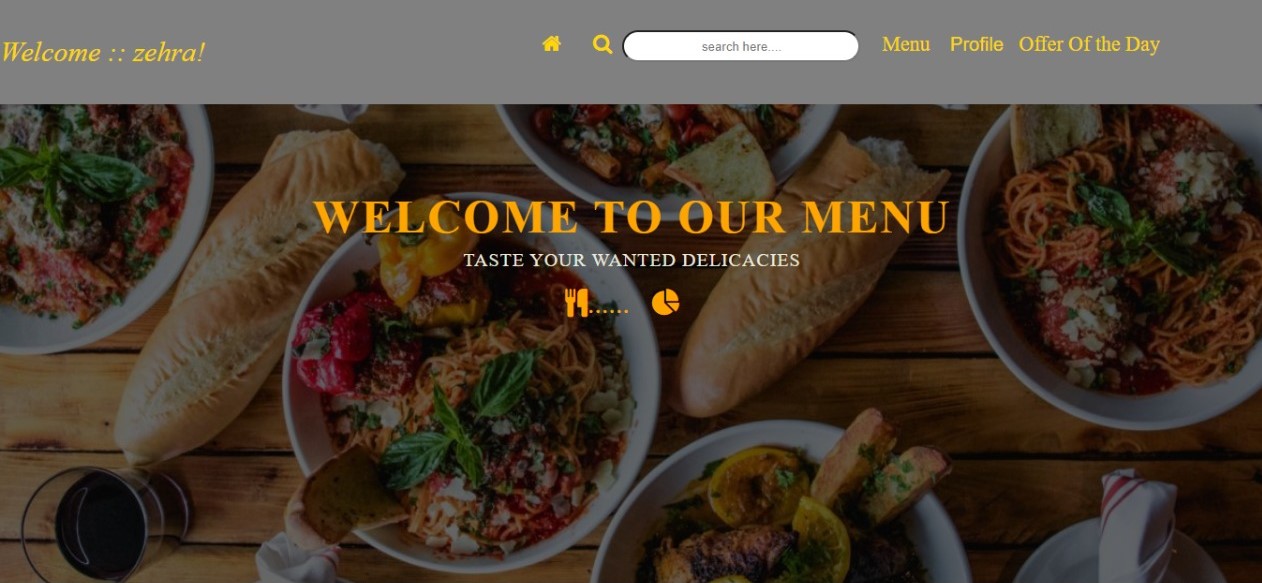 Welcome :: zehra!
search here....
Menu
Profile
Offer Of the Day
WELCOME TO OUR MENU
TASTE YOUR WANTED DELICACIES
......